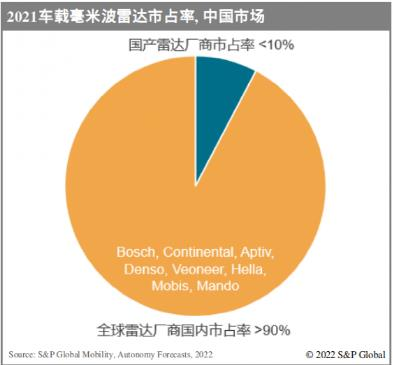 2021车载毫米波雷达市占率, 中国市场
国产雷达厂商市占率 <10%
Bosch, Continental, Aptiv,
Denso, Veoneer, Hella,
Mobis, Mando
全球雷达厂商国内市占率 >90%
Source: S&P Global Mobility, Autonomy Forecasts, 2022 © 2022 S&P Global